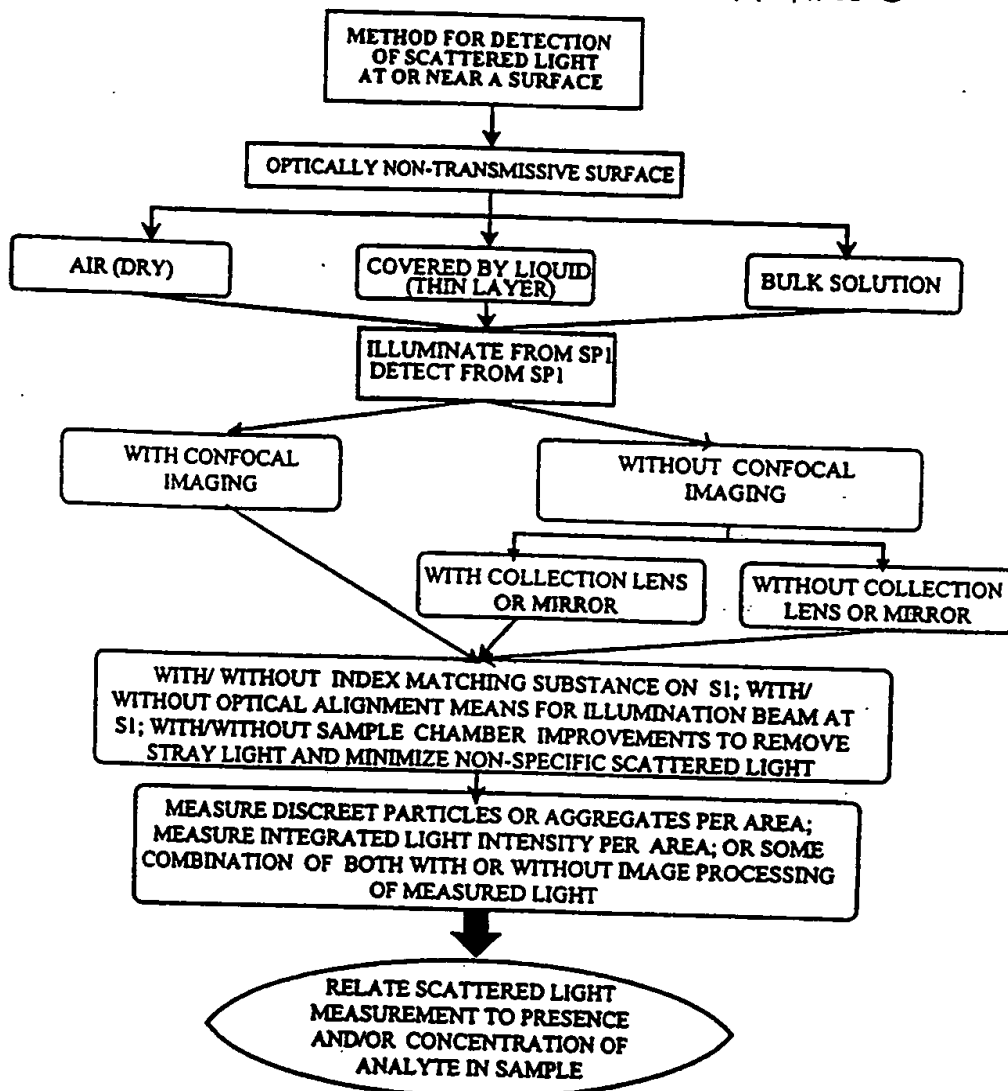 METHOD FOR DETECTION
OF SCATTERED LIGHT
AT OR NEAR A SURFACE
OPTICALLY NON-TRANSMISSIVE SURFACE
AIR (DRY)
COVERED BY LIQUID
(THIN LAYER)
BULK SOLUTION
ILLUMINATE FROM SP1
DETECT FROM SP1
WITH CONFOCAL
IMAGING
WITHOUT CONFOCAL
IMAGING
WITH COLLECTION LENS
OR MIRROR
WITHOUT COLLECTION
LENS OR MIRROR
WITH/ WITHOUT INDEX MATCHING SUBSTANCE ON S1; WITH/
WITHOUT OPTICAL ALIGNMENT MEANS FOR ILLUMINATION BEAM AT
S1; WITH/WITHOUT SAMPLE CHAMBER IMPROVEMENTS TO REMOVE
STRAY LIGHT AND MINIMIZE NON-SPECIFIC SCATTERED LIGHT
MEASURE DISCREET PARTICLES OR AGGREGATES PER AREA;
MEASURE INTEGRATED LIGHT INTENSITY PER AREA; OR SOME
COMBINATION OF BOTH WITH OR WITHOUT IMAGE PROCESSING
OF MEASURED LIGHT
RELATE SCATTERED LIGHT
MEASUREMENT TO PRESENCE
AND/OR CONCENTRATION OF
ANALYTE IN SAMPLE